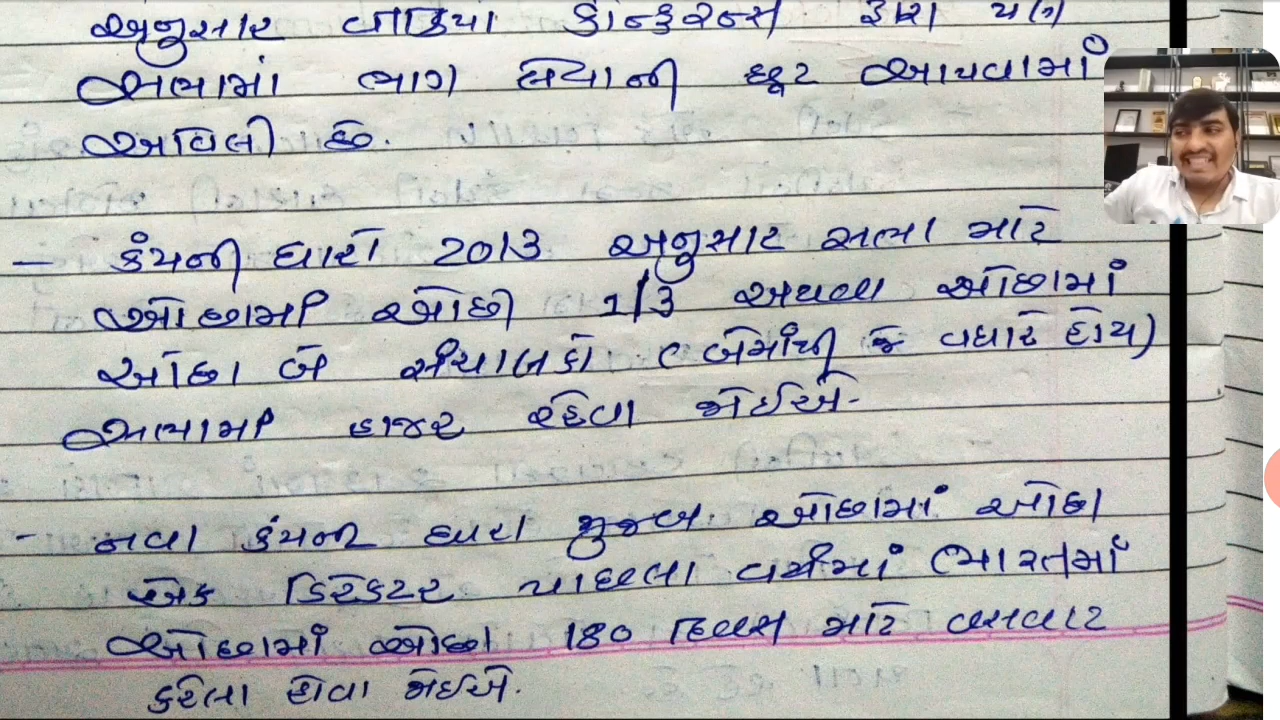 અનુસાર વીડિયો કોન્ફરન્સ દ્વારા પણ
સભામાં ભાગ લેવાની છૂટ આપવામાં
આવેલી છે.
– કંપની ધારો 2013 અનુસાર સભા માટે
ઓછામાં ઓછી 1/3 અથવા ઓછામાં
ઓછા બે સંચાલકો (બેમાંથી જે વધારે હોય)
સભામાં હાજર રહેવા જોઈએ.
- નવા કંપની ધારા મુજબ ઓછામાં ઓછા
એક ડિરેક્ટર પાછલા વર્ષમાં ભારતમાં
ઓછામાં ઓછા 180 દિવસ માટે વસવાટ
કરેલા હોવા જોઈએ.